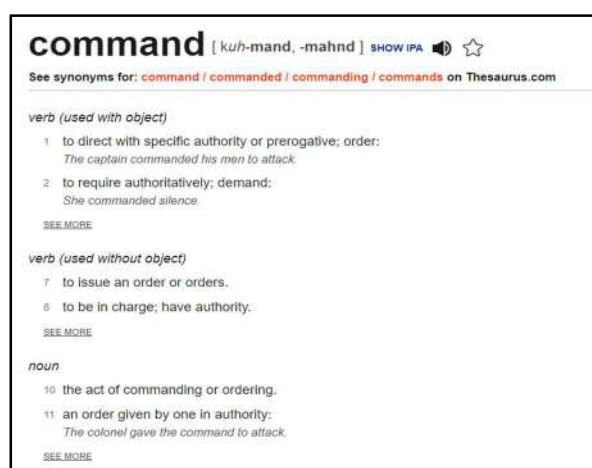 command [ kuh-mand, -mahnd ] SHOW IPA
See synonyms for: command / commanded / commanding / commands on Thesaurus.com
verb (used with object)
1 to direct with specific authority or prerogative; order:
The captain commanded his men to attack.
2 to require authoritatively; demand:
She commanded silence.
SEE MORE
verb (used without object)
7 to issue an order or orders.
8 to be in charge; have authority.
SEE MORE
noun
10 the act of commanding or ordering.
11 an order given by one in authority:
The colonel gave the command to attack.
SEE MORE